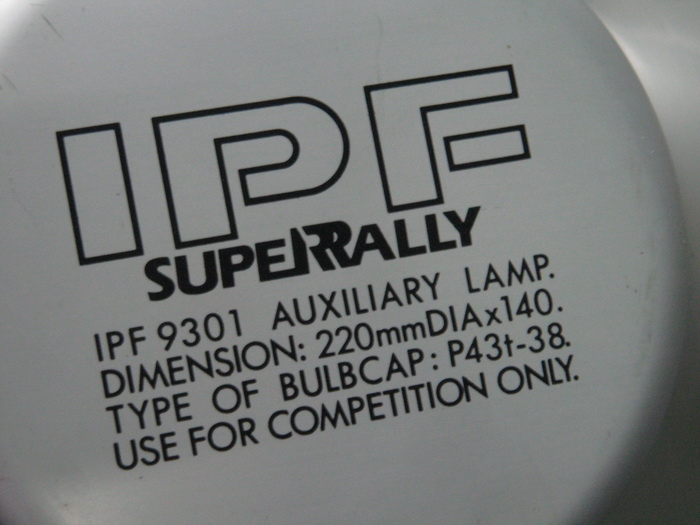 IPF
SUPERRALLY
IPF 9301 AUXILIARY LAMP.
DIMENSION: 220mmDIAx140.
TYPE OF BULBCAP: P43t-38.
USE FOR COMPETITION ONLY.